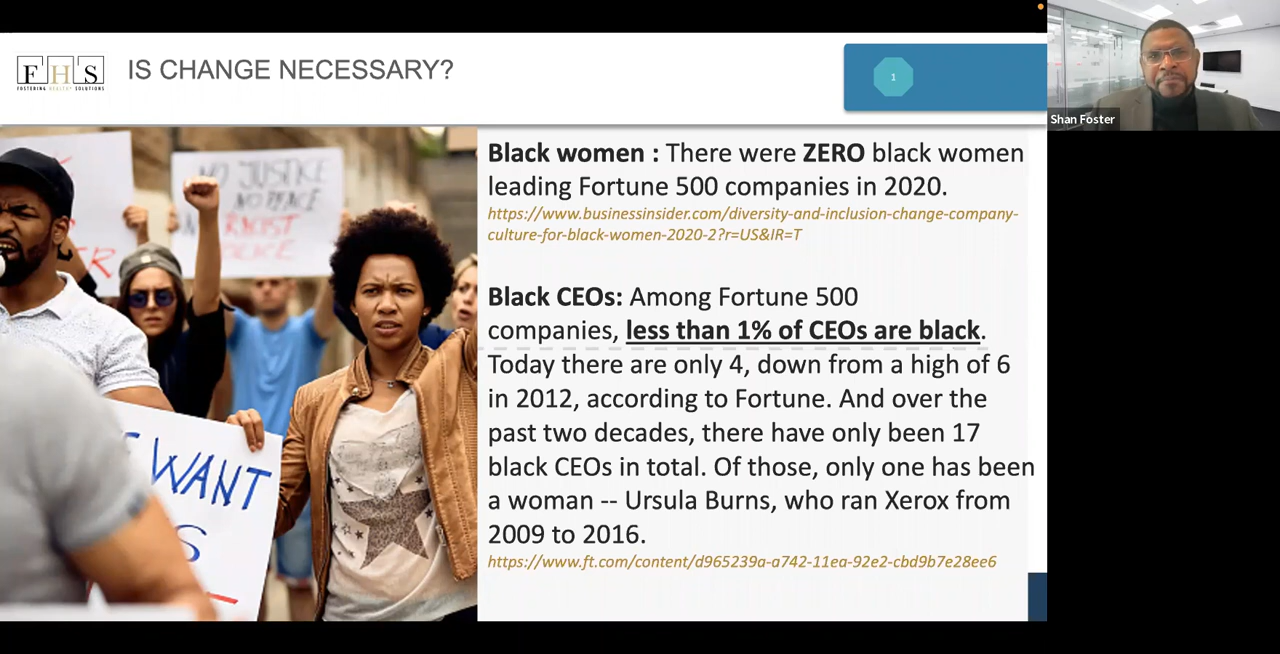 FHS
FOSTERING HEALTHY SOLUTIONS
IS CHANGE NECESSARY?
1
Shan Foster
NO JUSTICE
NO PEACE
RACIST
WANT
S
Black women : There were ZERO black women
leading Fortune 500 companies in 2020.
https://www.businessinsider.com/diversity-and-inclusion-change-company-
culture-for-black-women-2020-2?r=US&IR=T
Black CEOs: Among Fortune 500
companies, less than 1% of CEOs are black.
Today there are only 4, down from a high of 6
in 2012, according to Fortune. And over the
past two decades, there have only been 17
black CEOs in total. Of those, only one has been
a woman -- Ursula Burns, who ran Xerox from
2009 to 2016.
https://www.ft.com/content/d965239a-a742-11ea-92e2-cbd9b7e28ee6